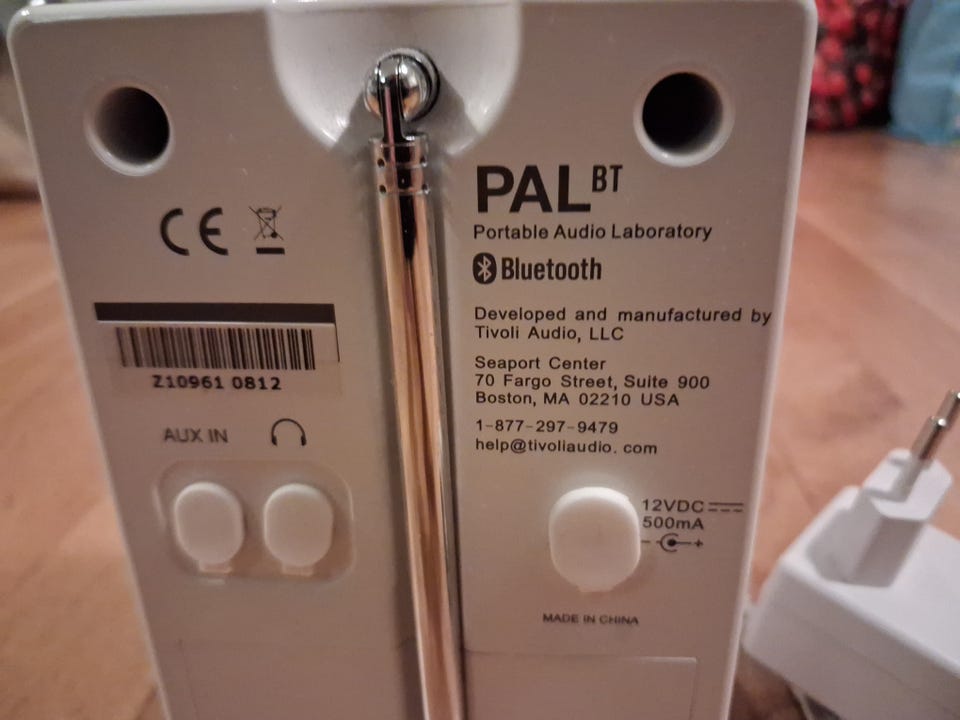 CE
Z10961 0812
AUX IN
PAL BT
Portable Audio Laboratory
Bluetooth
Developed and manufactured by
Tivoli Audio, LLC
Seaport Center
70 Fargo Street, Suite 900
Boston, MA 02210 USA
1-877-297-9479
help@tivoliaudio. com
12VDC
500mA
- +
MADE IN CHINA